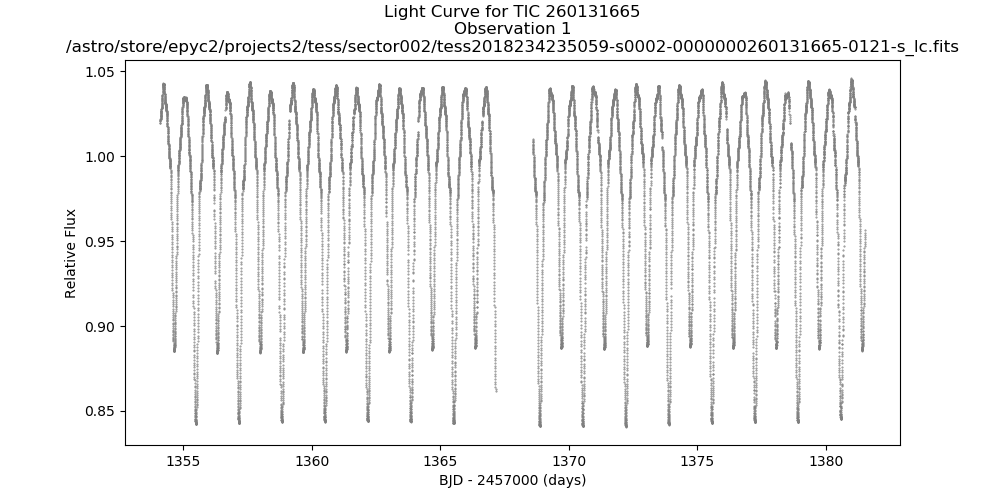 Light Curve for TIC 260131665
Observation 1
/astro/store/epyc2/projects2/tess/sector002/tess2018234235059-s0002-0000000260131665-0121-s_lc.fits
1.05
1.00
0.95
0.90
0.85
Relative Flux
1355 1360 1365 1370 1375 1380
BJD - 2457000 (days)